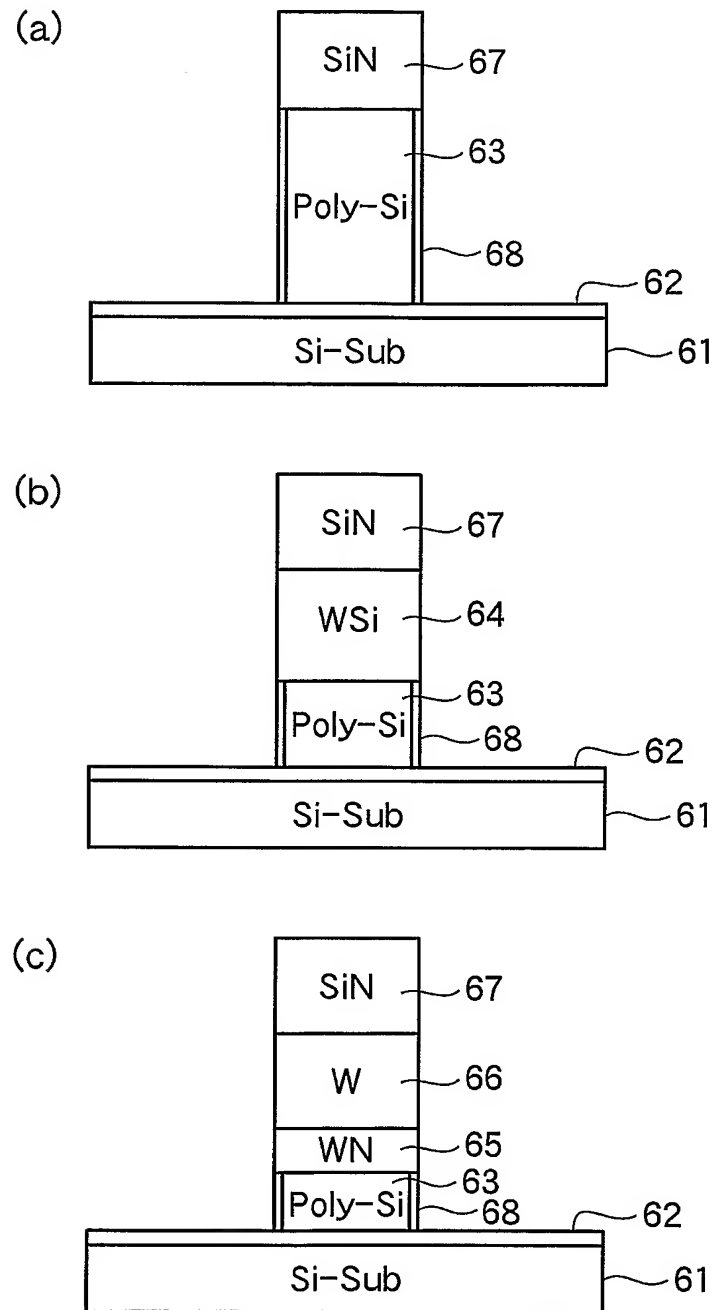 (a)
SiN
67
63
Poly-Si
68
62
Si-Sub
61
(b)
SiN
67
WSi
64
63
Poly-Si
68
62
Si-Sub
61
(c)
SiN
67
W
66
WN
65
63
Poly-Si
68
62
Si-Sub
61